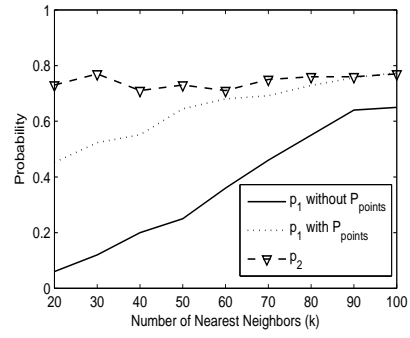 1
0.8
0.6
0.4
0.2
0
Probability
20 30 40 50 60 70 80 90 100
Number of Nearest Neighbors (k)
p1 without Ppoints
p1 with Ppoints
p2